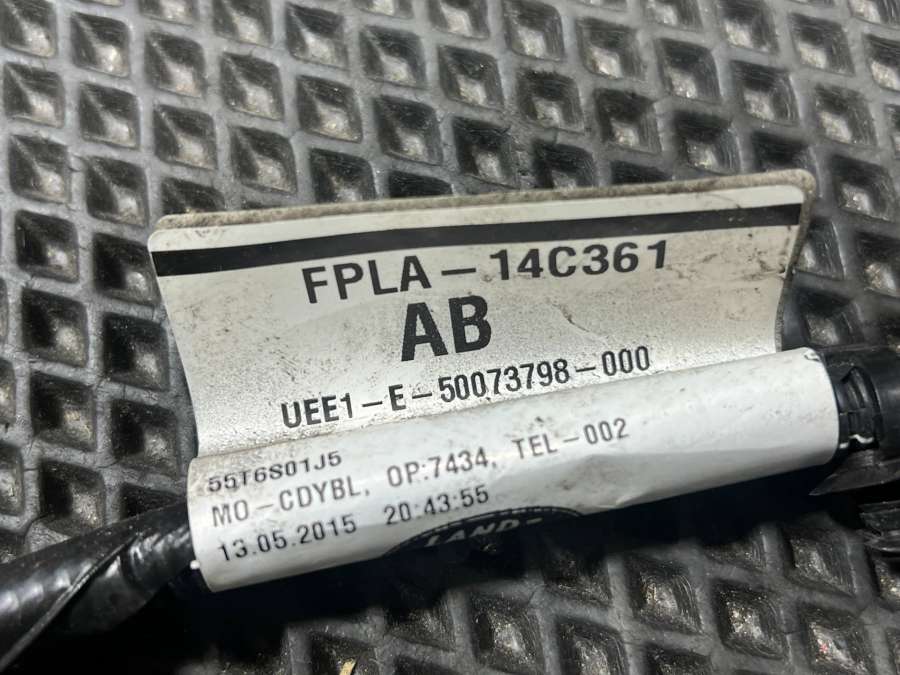 FPLA-14C361
AB
UEE1-E-50073798-000
55T6S01J5
MO-CDYBL, OP:7434, TEL-002
13.05.2015 20:43:55
LAND